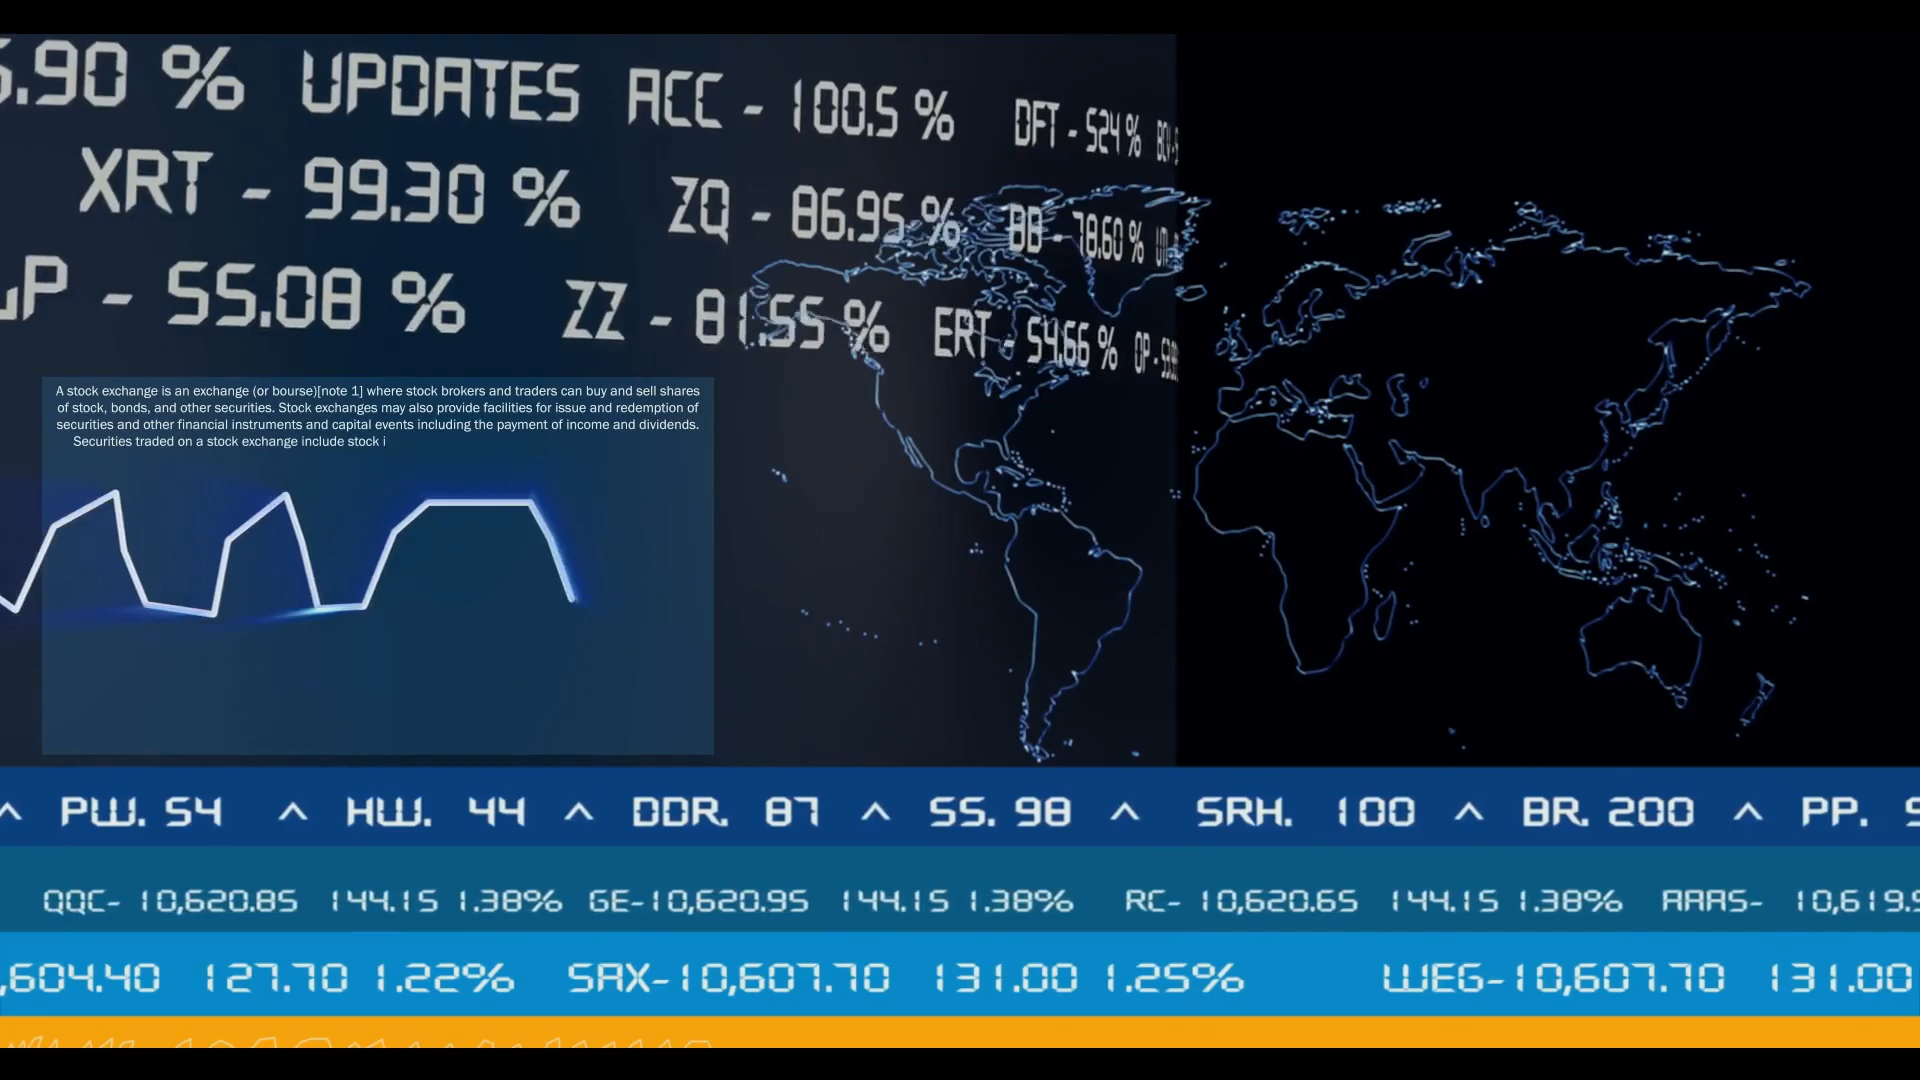 .90 % UPDATES ACC - 100.5 % DFT - 524 %
XRT - 99.30 % ZQ - 86.95 % BB - 78.60 %
P - 55.08 % ZZ - 81.55 % ERT - 54.66 % OP -
A stock exchange is an exchange (or bourse)[note 1] where stock brokers and traders can buy and sell shares
of stock, bonds, and other securities. Stock exchanges may also provide facilities for issue and redemption of
securities and other financial instruments and capital events including the payment of income and dividends.
Securities traded on a stock exchange include stock i
^ PW. 54 ^ HW. 44 ^ DDR. 87 ^ SS. 98 ^ SRH. 100 ^ BR. 200 ^ PP. 9
QQC- 10,620.85 144.15 1.38% GE-10,620.95 144.15 1.38% RC- 10,620.65 144.15 1.38% AAAS- 10,619.9
,604.40 127.70 1.22% SAX-10,607.70 131.00 1.25% WEG-10,607.70 131.00